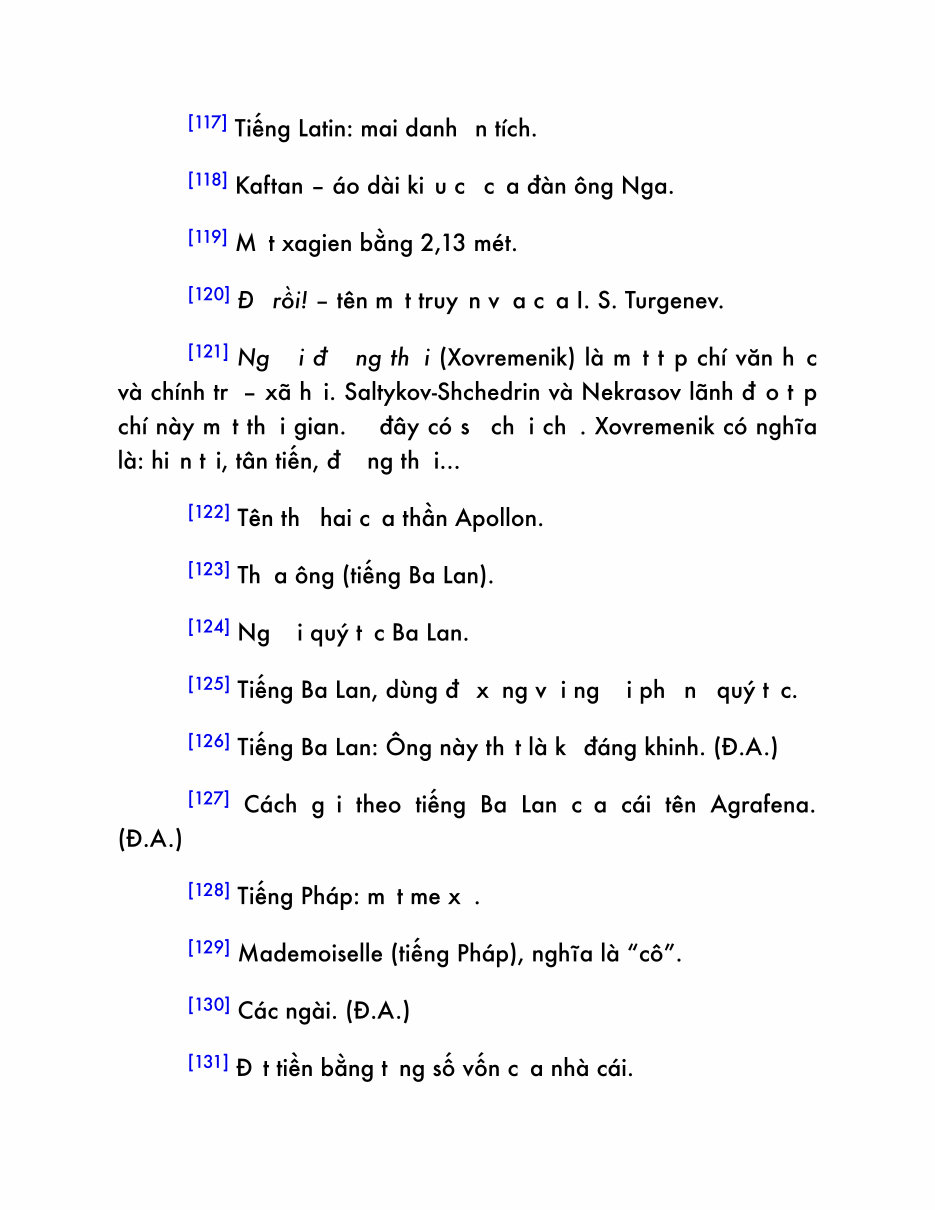 [117] Tiếng Latin: mai danh n tích.
[118] Kaftan – áo dài ki u c c a đàn ông Nga.
[119] M t xagien bằng 2,13 mét.
[120] Đ rồi! – tên m t truy n v a c a I. S. Turgenev.
[121] Ng i đ ng th i (Xovremenik) là m t t p chí văn h c
và chính tr – xã h i. Saltykov-Shchedrin và Nekrasov lãnh đ o t p
chí này m t th i gian. đây có s ch i ch . Xovremenik có nghĩa
là: hi n t i, tân tiến, đ ng th i...
[122] Tên th hai c a thần Apollon.
[123] Th a ông (tiếng Ba Lan).
[124] Ng i quý t c Ba Lan.
[125] Tiếng Ba Lan, dùng đ x ng v i ng i ph n quý t c.
[126] Tiếng Ba Lan: Ông này th t là k đáng khinh. (Đ.A.)
[127] Cách g i theo tiếng Ba Lan c a cái tên Agrafena.
(Đ.A.)
[128] Tiếng Pháp: m t me x .
[129] Mademoiselle (tiếng Pháp), nghĩa là “cô”.
[130] Các ngài. (Đ.A.)
[131] Đ t tiền bằng t ng số vốn c a nhà cái.